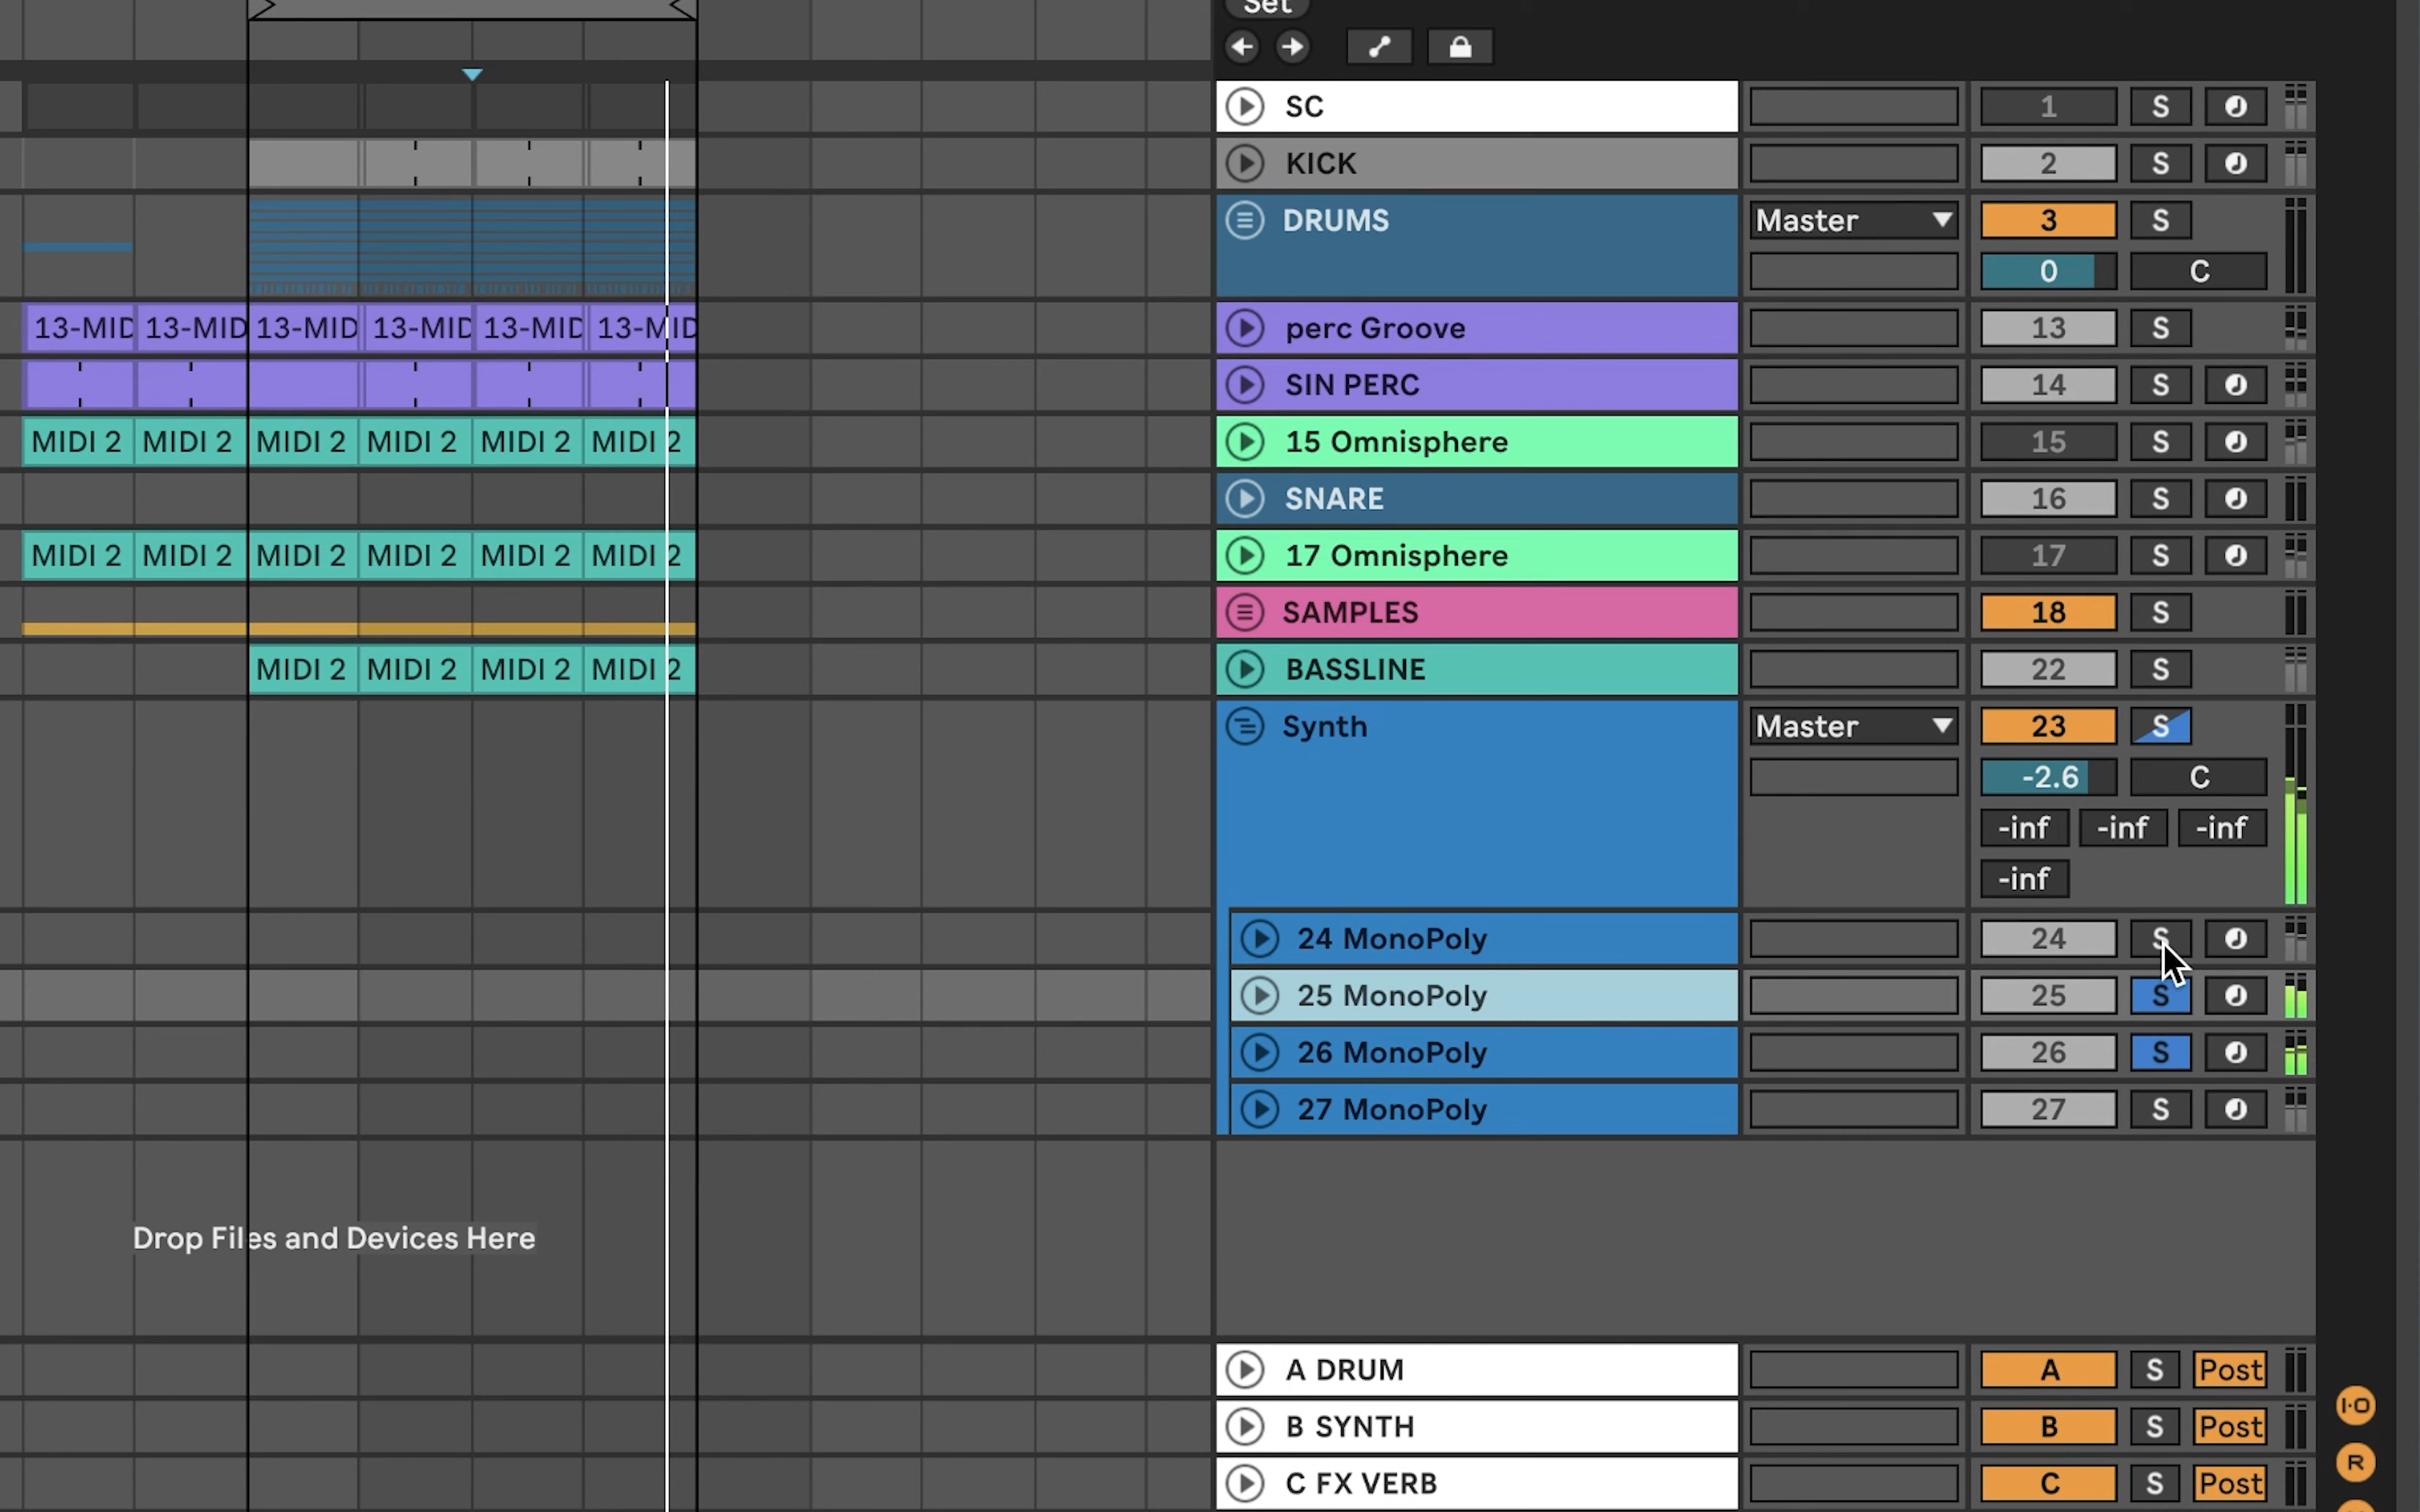 Set
SC 1 S
KICK 2 S
DRUMS Master 3 S
0 C
13-MID 13-MID 13-MID 13-MID 13-MID 13-MID perc Groove 13 S
SIN PERC 14 S
MIDI 2 MIDI 2 MIDI 2 MIDI 2 MIDI 2 MIDI 2 15 Omnisphere 15 S
SNARE 16 S
MIDI 2 MIDI 2 MIDI 2 MIDI 2 MIDI 2 MIDI 2 17 Omnisphere 17 S
SAMPLES 18 S
MIDI 2 MIDI 2 MIDI 2 MIDI 2 BASSLINE 22 S
Synth Master 23 S
-2.6 C
-inf -inf -inf
-inf
24 MonoPoly 24 S
25 MonoPoly 25 S
26 MonoPoly 26 S
27 MonoPoly 27 S
Drop Files and Devices Here
A DRUM A S Post
B SYNTH B S Post
C FX VERB C S Post
I·O
R